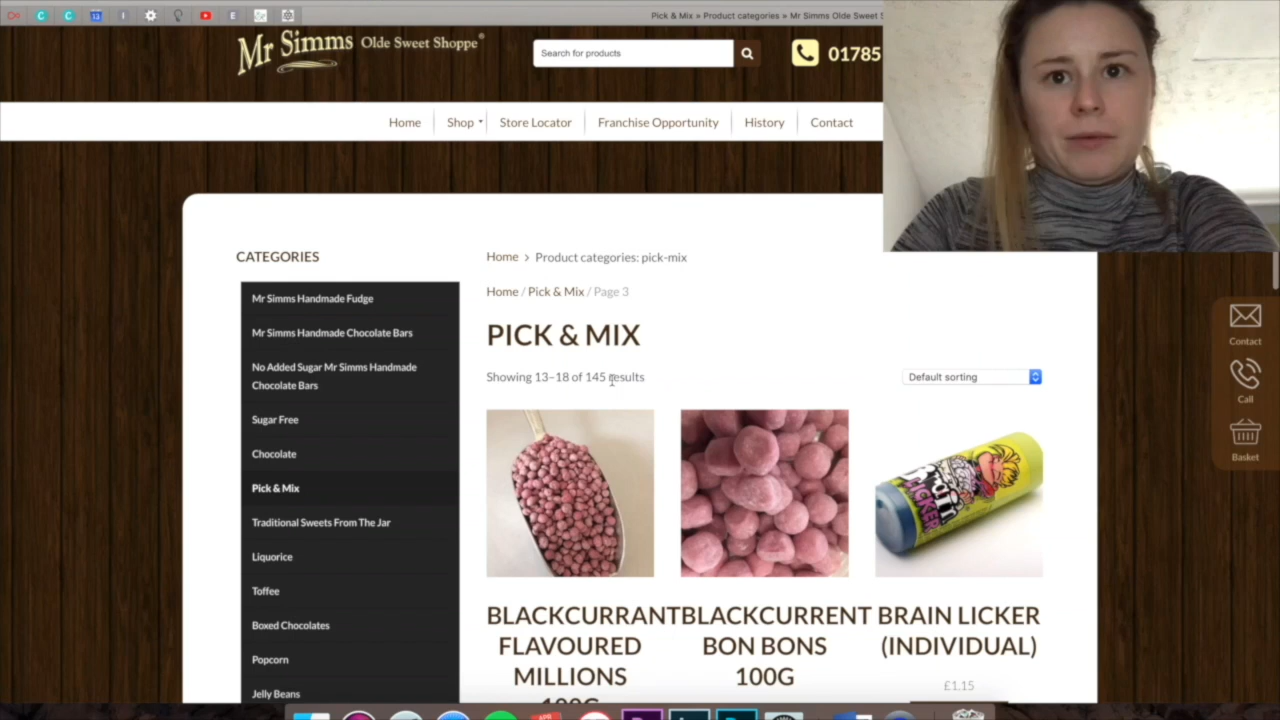 Pick & Mix » Product categories » Mr Simms Olde Sweet S
Mr Simms Olde Sweet Shoppe®
Search for products
01785
Home
Shop
Store Locator
Franchise Opportunity
History
Contact
CATEGORIES
Mr Simms Handmade Fudge
Mr Simms Handmade Chocolate Bars
No Added Sugar Mr Simms Handmade
Chocolate Bars
Sugar Free
Chocolate
Pick & Mix
Traditional Sweets From The Jar
Liquorice
Toffee
Boxed Chocolates
Popcorn
Jelly Beans
Home > Product categories: pick-mix
Home / Pick & Mix / Page 3
PICK & MIX
Showing 13–18 of 145 results
Default sorting
LICKER
BLACKCURRANT
FLAVOURED
MILLIONS
100G
BLACKCURRENT
BON BONS
100G
BRAIN LICKER
(INDIVIDUAL)
£1.15
Contact
Call
Basket